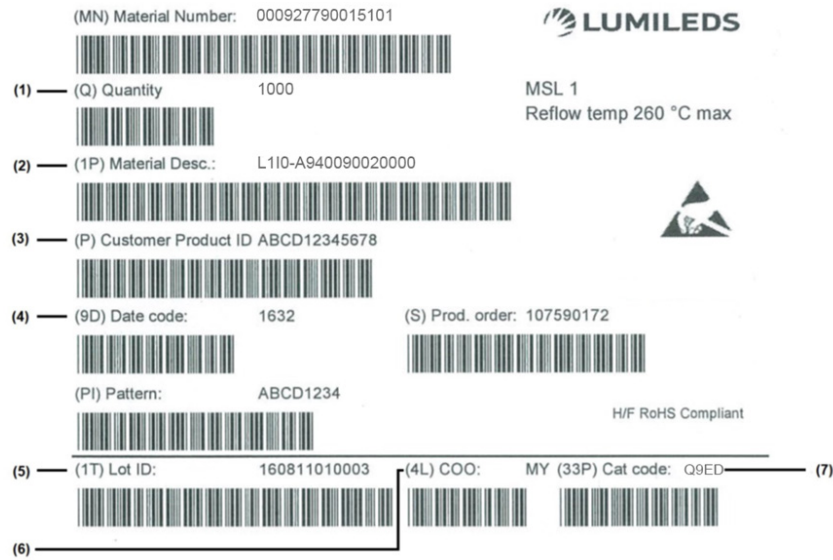 (MN) Material Number: 000927790015101
LUMILEDS
(1) (Q) Quantity 1000
MSL 1
Reflow temp 260 °C max
(2) (1P) Material Desc.: L1I0-A940090020000
(3) (P) Customer Product ID ABCD12345678
(4) (9D) Date code: 1632 (S) Prod. order: 107590172
(PI) Pattern: ABCD1234
H/F RoHS Compliant
(5) (1T) Lot ID: 160811010003 (4L) COO: MY (33P) Cat code: Q9ED (7)
(6)